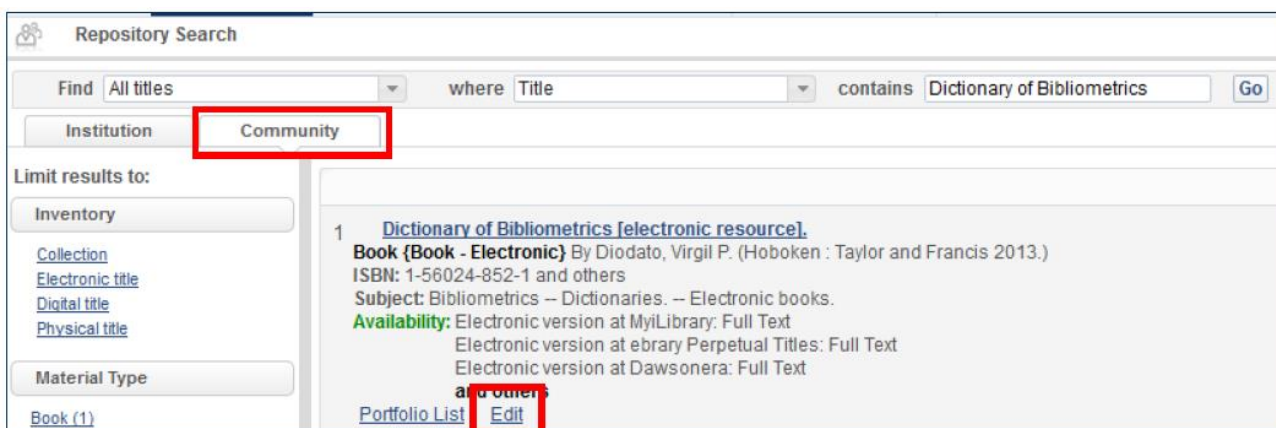 Repository Search
Find All titles where Title contains Dictionary of Bibliometrics Go
Institution Community
Limit results to:
Inventory
Collection
Electronic title
Digital title
Physical title
Material Type
Book (1)
1 Dictionary of Bibliometrics [electronic resource].
Book {Book - Electronic} By Diodato, Virgil P. (Hoboken : Taylor and Francis 2013.)
ISBN: 1-56024-852-1 and others
Subject: Bibliometrics -- Dictionaries. -- Electronic books.
Availability: Electronic version at MyiLibrary: Full Text
Electronic version at ebrary Perpetual Titles: Full Text
Electronic version at Dawsonera: Full Text
and others
Portfolio List Edit